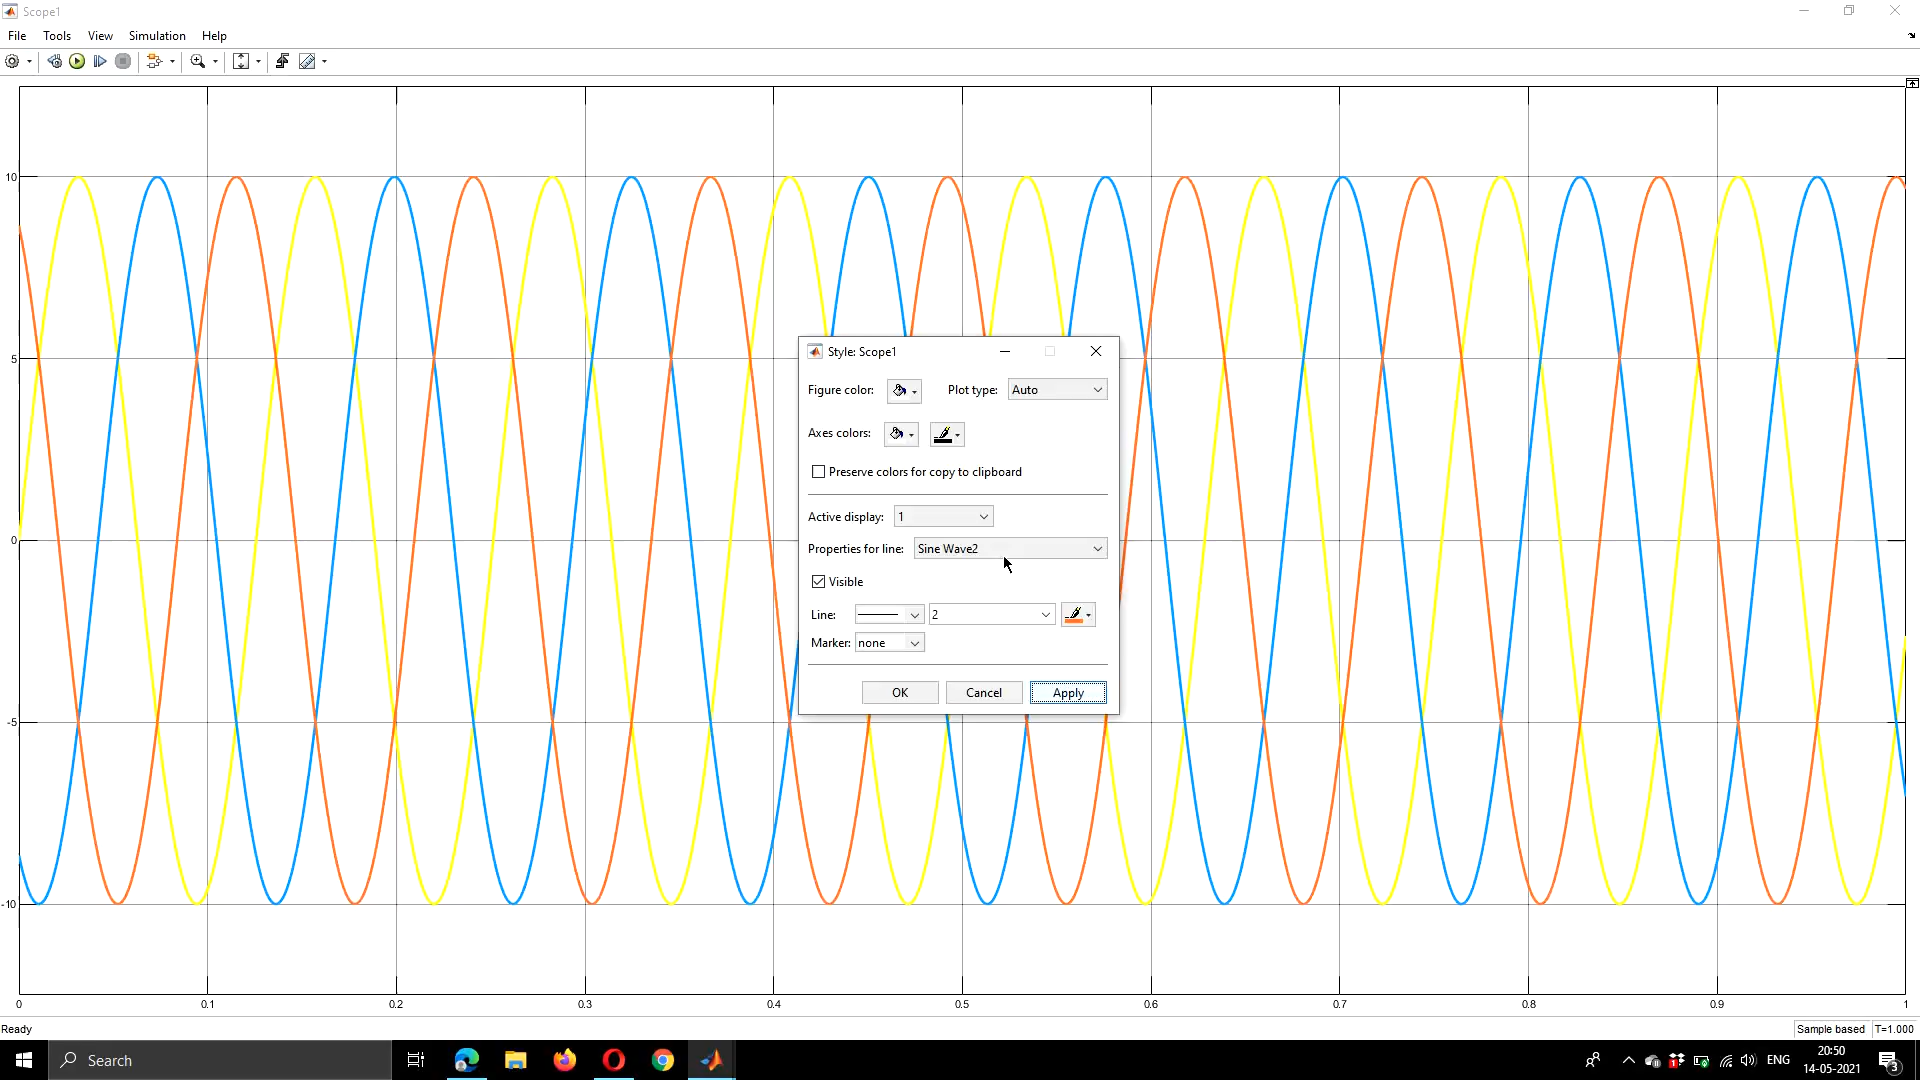 Scope1
File Tools View Simulation Help
10
5
0
-5
-10
Style: Scope1
Figure color: Plot type: Auto
Axes colors:
Preserve colors for copy to clipboard
Active display: 1
Properties for line: Sine Wave2
Visible
Line: 2
Marker: none
OK Cancel Apply
0 0.1 0.2 0.3 0.4 0.5 0.6 0.7 0.8 0.9 1
Ready Sample based T=1.000
Search ENG 20:50
14-05-2021 3